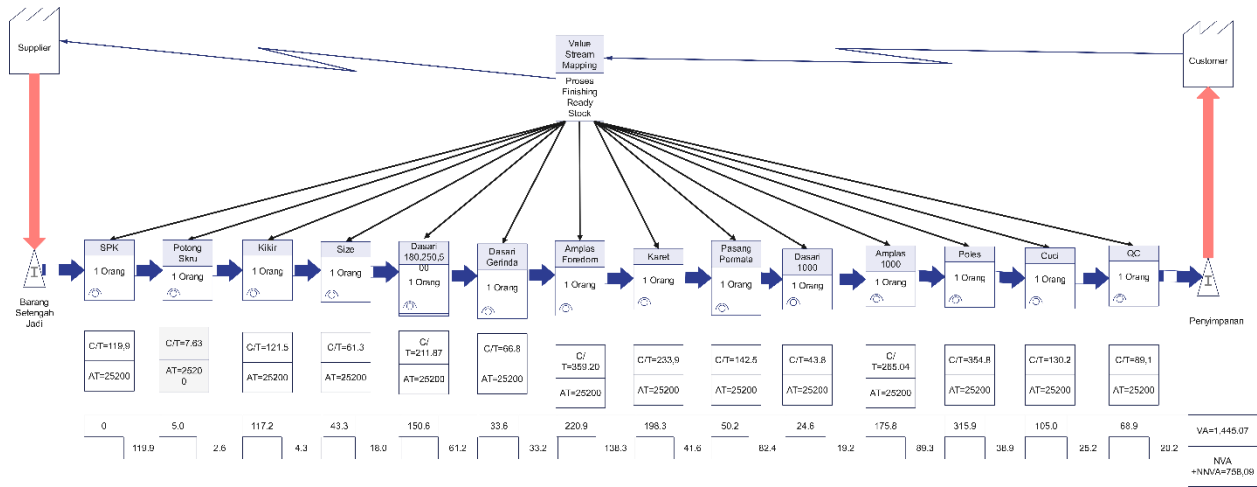 Supplier
Value
Stream
Mapping
Proses
Finishing
Ready
Stock
Customer
I
Barang
Setengah
Jadi
SPK
1 Orang
Potong
Skru
1 Orang
Kikir
1 Orang
Size
1 Orang
Dasari
180,250,5
00
1 Orang
Dasari
Gerinda
1 Orang
Amplas
Foredom
1 Orang
Karet
1 Orang
Pasang
Permata
1 Orang
Dasari
1000
1 Orang
Amplas
1000
1 Orang
Poles
1 Orang
Cuci
1 Orang
QC
1 Orang
I
Penyimpanan
C/T=119,9
AT=25200
C/T=7.63
AT=2520
0
C/T=121.5
AT=25200
C/T=61.3
AT=25200
C/
T=211.87
AT=25200
C/T=66.8
AT=25200
C/
T=359.20
AT=25200
C/T=233,9
AT=25200
C/T=142.5
AT=25200
C/T=43.8
AT=25200
C/
T=265.04
AT=25200
C/T=354.8
AT=25200
C/T=130.2
AT=25200
C/T=89,1
AT=25200
0 5.0 117.2 43.3 150.6 33.6 220.9 198.3 50.2 24.6 175.8 315.9 105.0 68.9
119.9 2.6 4.3 18.0 61.2 33.2 138.3 41.6 82.4 19.2 89.3 38.9 25.2 20.2
VA=1,445.07
NVA
+NNVA=758,09